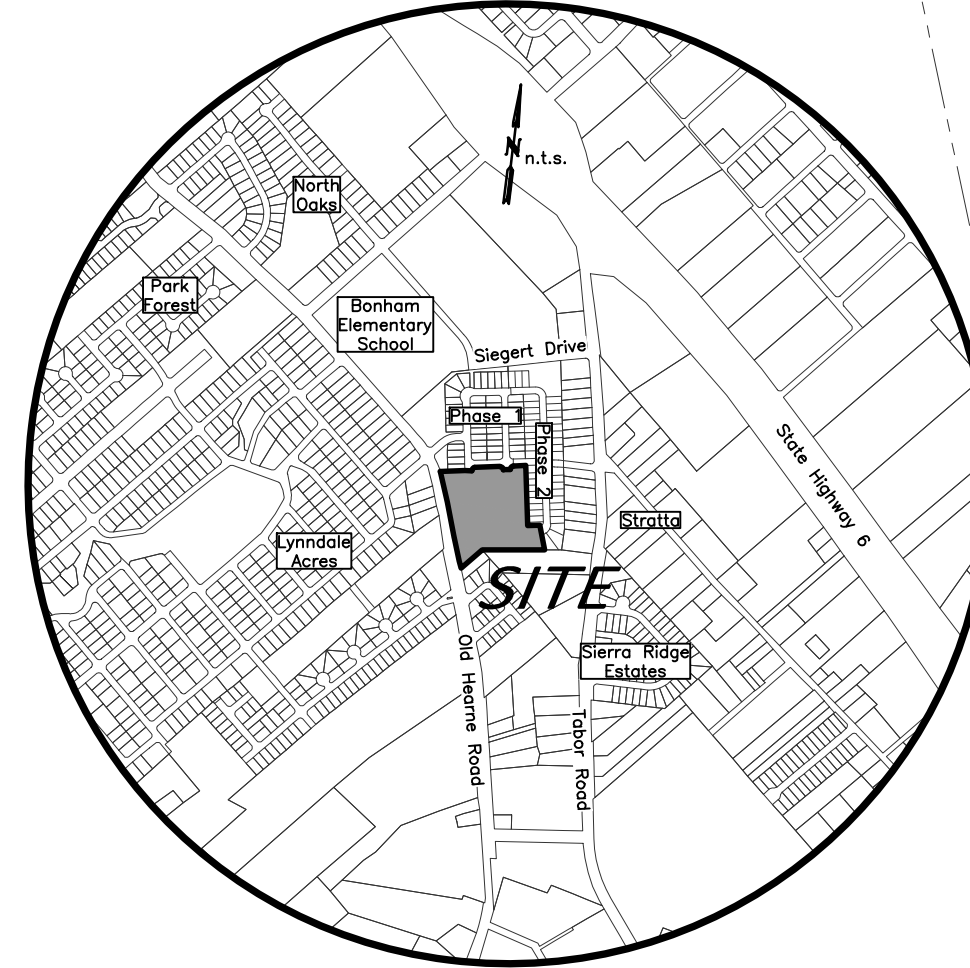 N
n.t.s.
North
Oaks
Park
Forest
Bonham
Elementary
School
Siegert Drive
Phase 1
Phase 2
State Highway 6
Stratta
Lynndale
Acres
SITE
Sierra Ridge
Estates
Old Hearne Road
Tabor Road